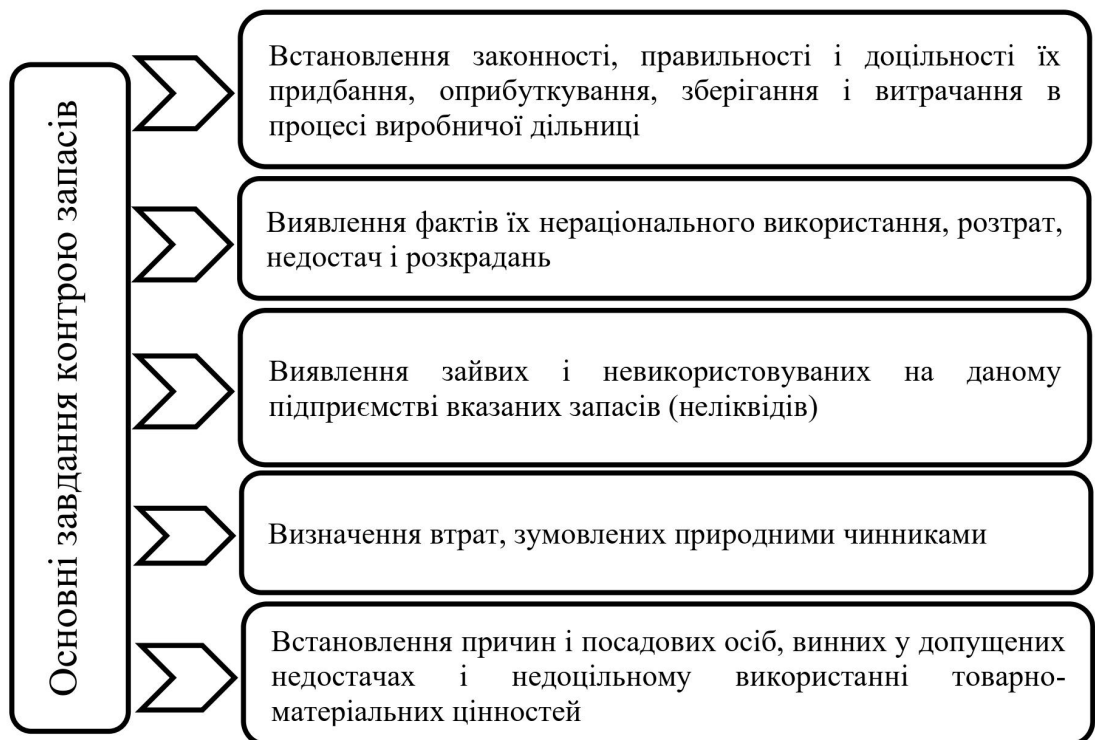 Основні завдання контрою запасів
Встановлення законності, правильності і доцільності їх
придбання, оприбуткування, зберігання і витрачання в
процесі виробничої дільниці
Виявлення фактів їх нераціонального використання, розтрат,
недостач і розкрадань
Виявлення зайвих і невикористовуваних на даному
підприємстві вказаних запасів (неліквідів)
Визначення втрат, зумовлених природними чинниками
Встановлення причин і посадових осіб, винних у допущених
недостачах і недоцільному використанні товарно-
матеріальних цінностей